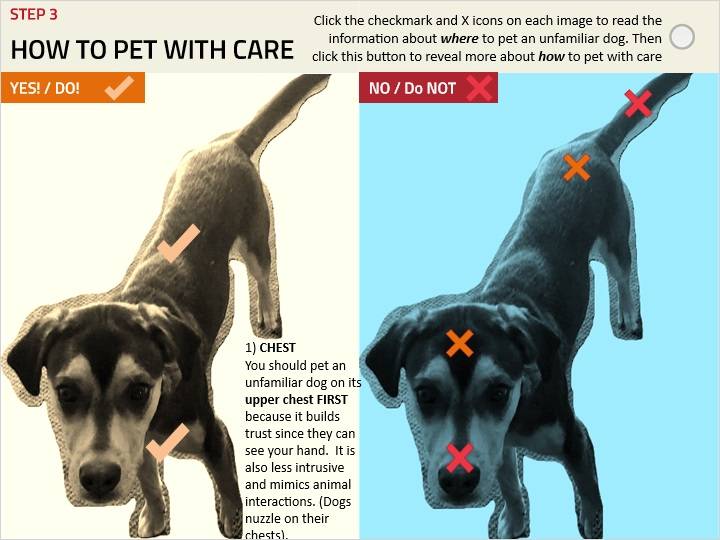 STEP 3
HOW TO PET WITH CARE
Click the checkmark and X icons on each image to read the
information about where to pet an unfamiliar dog. Then
click this button to reveal more about how to pet with care
YES! / DO!
NO / Do NOT
1) CHEST
You should pet an
unfamiliar dog on its
upper chest FIRST
because it builds
trust since they can
see your hand. It is
also less intrusive
and mimics animal
interactions. (Dogs
nuzzle on their
chests).